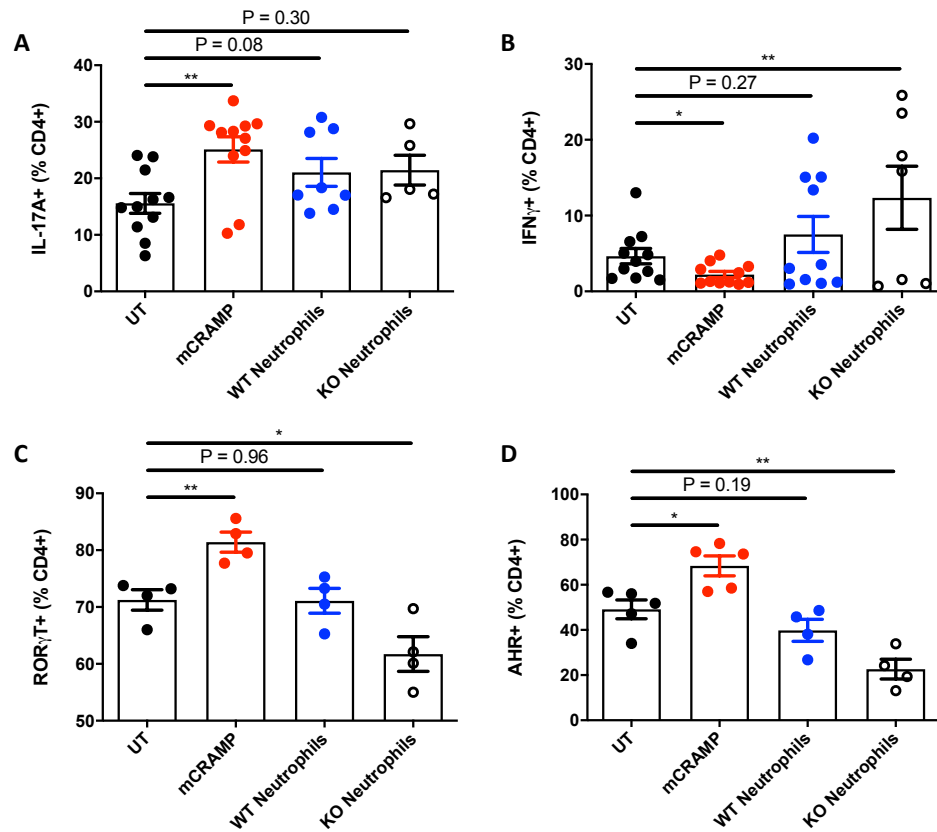 A
P = 0.30
P = 0.08
**
IL-17A+ (% CD4+)
40
30
20
10
0
UT
mCRAMP
WT Neutrophils
KO Neutrophils
B
**
P = 0.27
*
IFNγ+ (% CD4+)
30
20
10
0
UT
mCRAMP
WT Neutrophils
KO Neutrophils
C
*
P = 0.96
**
RORγT+ (% CD4+)
90
80
70
60
50
UT
mCRAMP
WT Neutrophils
KO Neutrophils
D
**
P = 0.19
*
AHR+ (% CD4+)
100
80
60
40
20
0
UT
mCRAMP
WT Neutrophils
KO Neutrophils